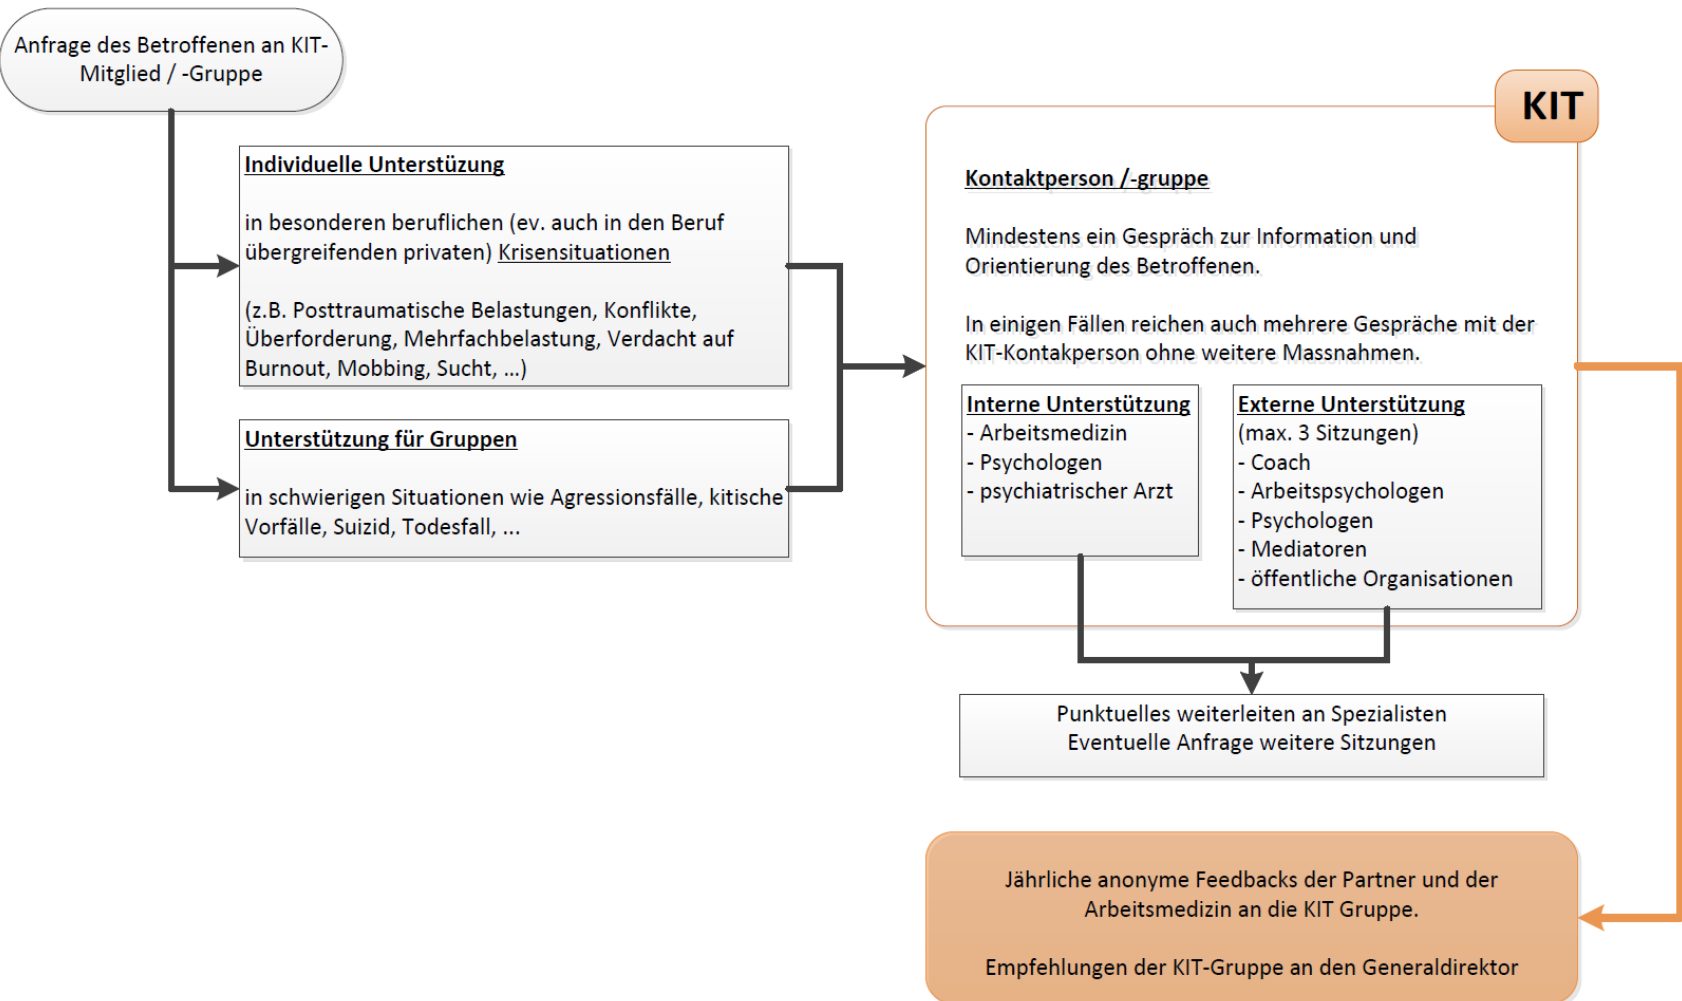 Anfrage des Betroffenen an KIT-
Mitglied / -Gruppe
Individuelle Unterstüzung
in besonderen beruflichen (ev. auch in den Beruf
übergreifenden privaten) Krisensituationen
(z.B. Posttraumatische Belastungen, Konflikte,
Überforderung, Mehrfachbelastung, Verdacht auf
Burnout, Mobbing, Sucht, ...)
Unterstützung für Gruppen
in schwierigen Situationen wie Agressionsfälle, kitische
Vorfälle, Suizid, Todesfall, ...
KIT
Kontaktperson /-gruppe
Mindestens ein Gespräch zur Information und
Orientierung des Betroffenen.
In einigen Fällen reichen auch mehrere Gespräche mit der
KIT-Kontakperson ohne weitere Massnahmen.
Interne Unterstützung
- Arbeitsmedizin
- Psychologen
- psychiatrischer Arzt
Externe Unterstützung
(max. 3 Sitzungen)
- Coach
- Arbeitspsychologen
- Psychologen
- Mediatoren
- öffentliche Organisationen
Punktuelles weiterleiten an Spezialisten
Eventuelle Anfrage weitere Sitzungen
Jährliche anonyme Feedbacks der Partner und der
Arbeitsmedizin an die KIT Gruppe.
Empfehlungen der KIT-Gruppe an den Generaldirektor